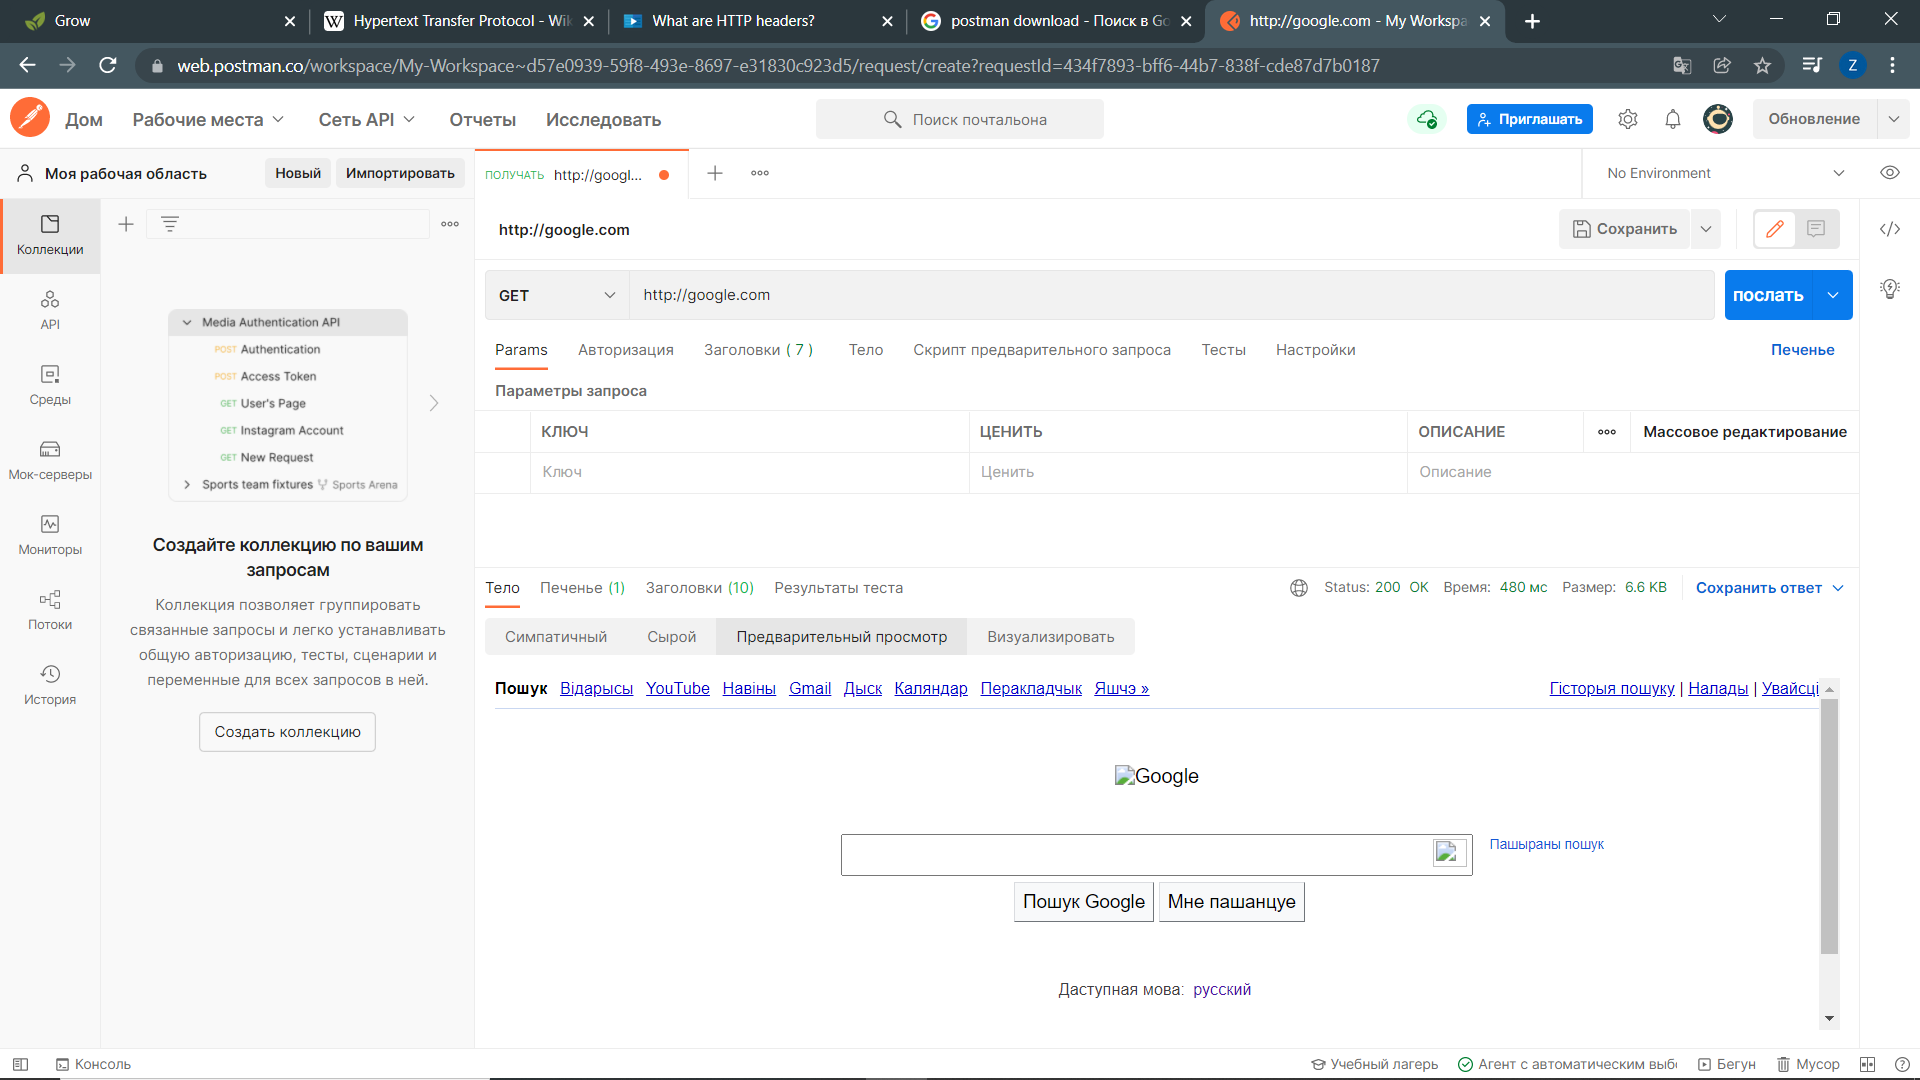 Grow
Hypertext Transfer Protocol - Wik
What are HTTP headers?
postman download - Поиск в Go
http://google.com - My Workspa
web.postman.co/workspace/My-Workspace~d57e0939-59f8-493e-8697-e31830c923d5/request/create?requestId=434f7893-bff6-44b7-838f-cde87d7b0187
Z
Дом
Рабочие места
Сеть API
Отчеты
Исследовать
Поиск почтальона
Приглашать
Обновление
Моя рабочая область
Новый
Импортировать
ПОЛУЧАТЬ http://googl...
No Environment
Коллекции
API
Среды
Мок-серверы
Мониторы
Потоки
История
Media Authentication API
POST Authentication
POST Access Token
GET User's Page
GET Instagram Account
GET New Request
Sports team fixtures Sports Arena
Создайте коллекцию по вашим
запросам
Коллекция позволяет группировать
связанные запросы и легко устанавливать
общую авторизацию, тесты, сценарии и
переменные для всех запросов в ней.
Создать коллекцию
http://google.com
Сохранить
GET
http://google.com
послать
Params
Авторизация
Заголовки ( 7 )
Тело
Скрипт предварительного запроса
Тесты
Настройки
Печенье
Параметры запроса
КЛЮЧ
ЦЕНИТЬ
ОПИСАНИЕ
Массовое редактирование
Ключ
Ценить
Описание
Тело
Печенье (1)
Заголовки (10)
Результаты теста
Status: 200 OK
Время: 480 мс
Размер: 6.6 KB
Сохранить ответ
Симпатичный
Сырой
Предварительный просмотр
Визуализировать
Пошук Відарысы YouTube Навіны Gmail Дыск Каляндар Перакладчык Яшчэ »
Гісторыя пошуку | Налады | Увайсці
Google
Пашыраны пошук
Пошук Google
Мне пашанцуе
Даступная мова: русский
Консоль
Учебный лагерь
Агент с автоматическим выбо
Бегун
Мусор